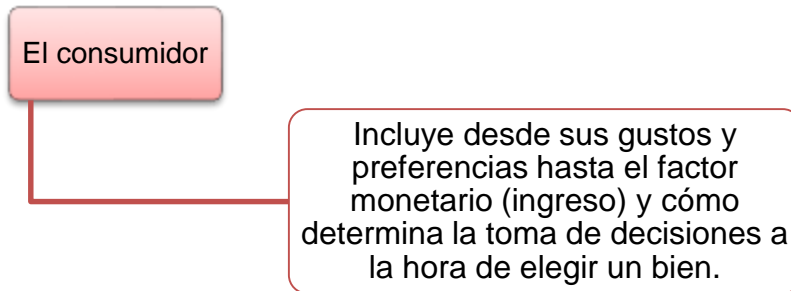 El consumidor
Incluye desde sus gustos y
preferencias hasta el factor
monetario (ingreso) y cómo
determina la toma de decisiones a
la hora de elegir un bien.